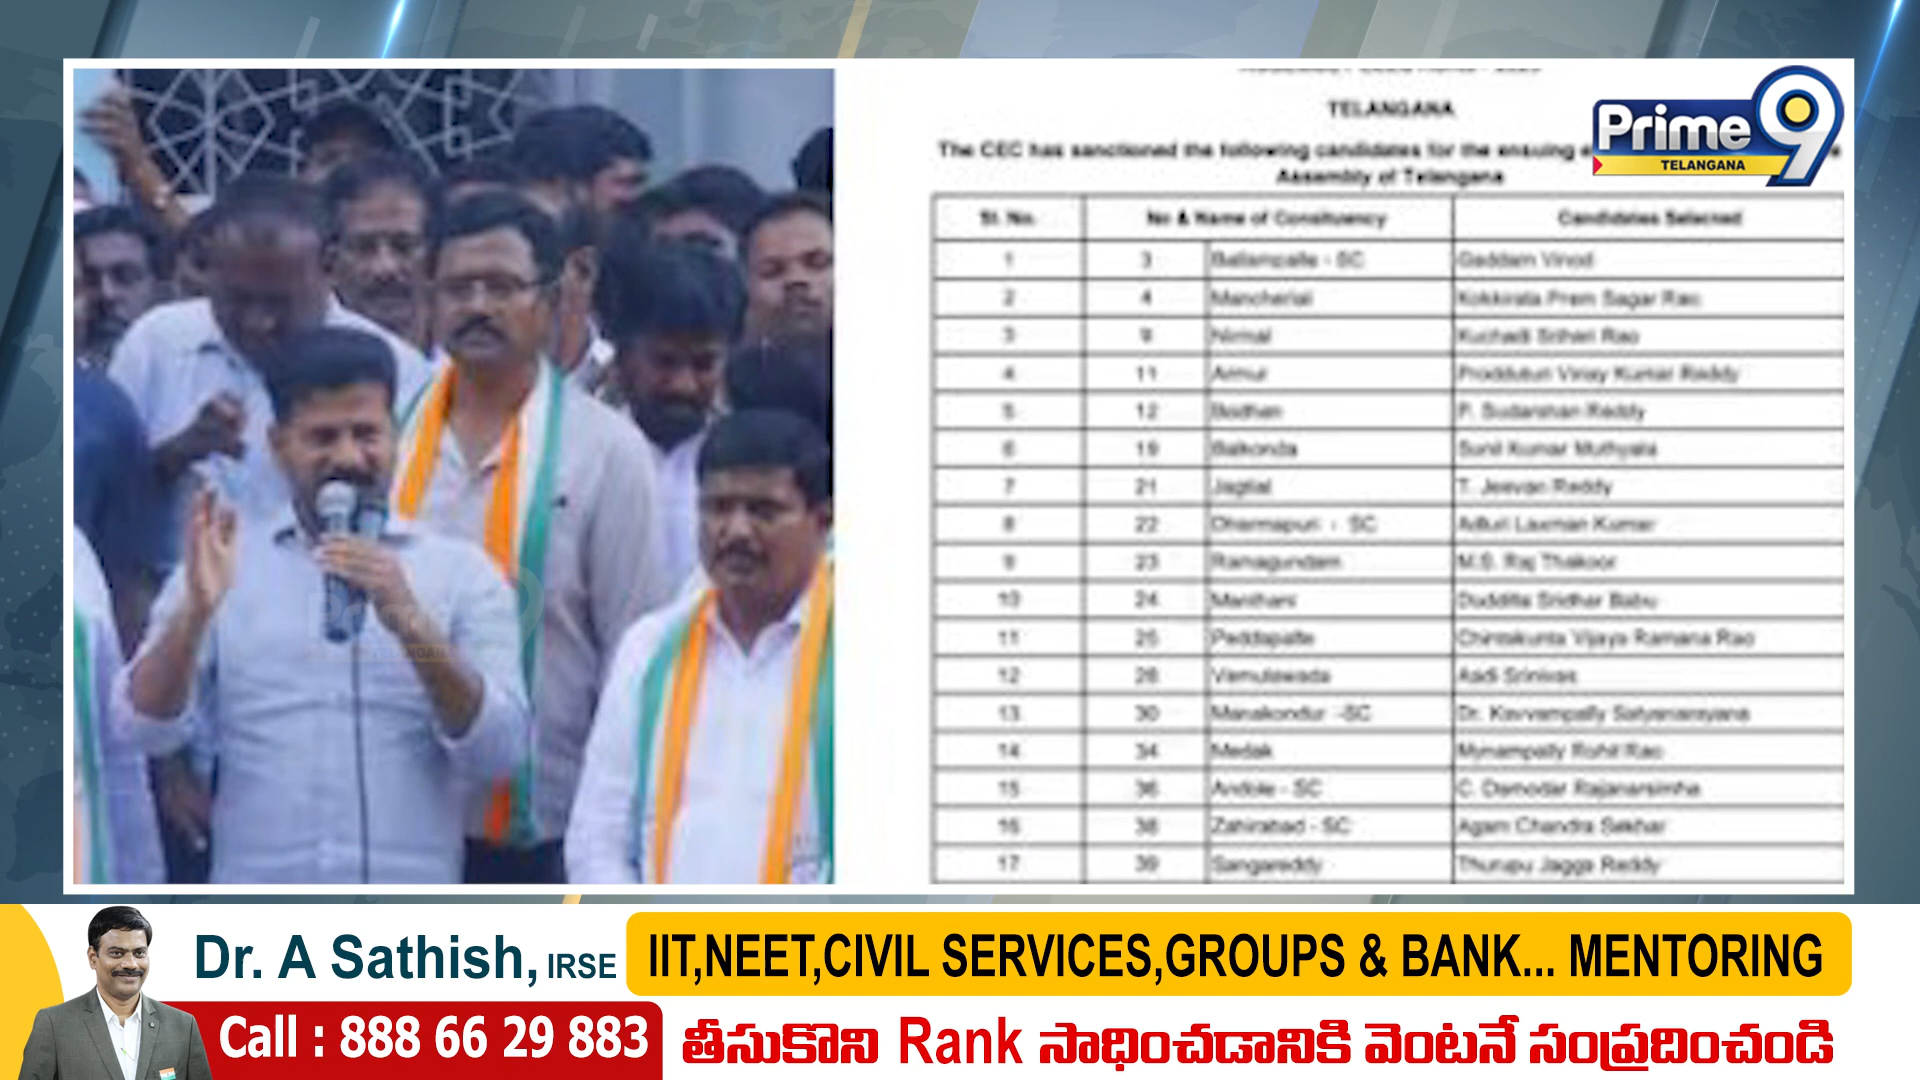 TELANGANA
Prime 9
TELANGANA
The CEC has sanctioned the following candidates for the ensuing
Assembly of Telangana
Sl. No. No & Name of Constituency Candidates Selected
1 3 Bellampalle - SC Gaddam Vinod
2 4 Mancherial Kokkirala Prem Sagar Rao
3 9 Nirmal Kuchadi Srihari Rao
4 11 Armur Prodduturi Vinay Kumar Reddy
5 12 Bodhan P. Sudarshan Reddy
6 19 Balkonda Sunil Kumar Muthyala
7 21 Jagtial T. Jeevan Reddy
8 22 Dharmapuri - SC Adluri Laxman Kumar
9 23 Ramagundam M.S. Raj Thakoor
10 24 Manthani Duddilla Sridhar Babu
11 25 Peddapalle Chintakunta Vijaya Ramana Rao
12 28 Vemulawada Aadi Srinivas
13 30 Manakondur -SC Dr. Kavvampally Satyanarayana
14 34 Medak Mynampally Rohit Rao
15 36 Andole - SC C. Damodar Rajanarsimha
16 38 Zahirabad - SC Agam Chandra Sekhar
17 39 Sangareddy Thurupu Jagga Reddy
Dr. A Sathish, IRSE
IIT,NEET,CIVIL SERVICES,GROUPS & BANK... MENTORING
Call : 888 66 29 883
తీసుకొని Rank సాధించడానికి వెంటనే సంప్రదించండి